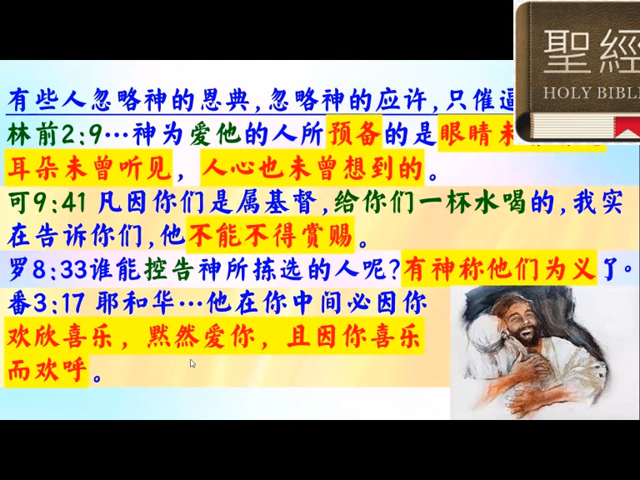 聖經
HOLY BIBLE
有些人忽略神的恩典,忽略神的应许,只催逼
林前2:9…神为爱他的人所预备的是眼睛未
耳朵未曾听见，人心也未曾想到的。
可9:41 凡因你们是属基督,给你们一杯水喝的,我实
在告诉你们,他不能不得赏赐。
罗8:33谁能控告神所拣选的人呢?有神称他们为义了。
番3:17 耶和华…他在你中间必因你
欢欣喜乐，默然爱你，且因你喜乐
而欢呼。